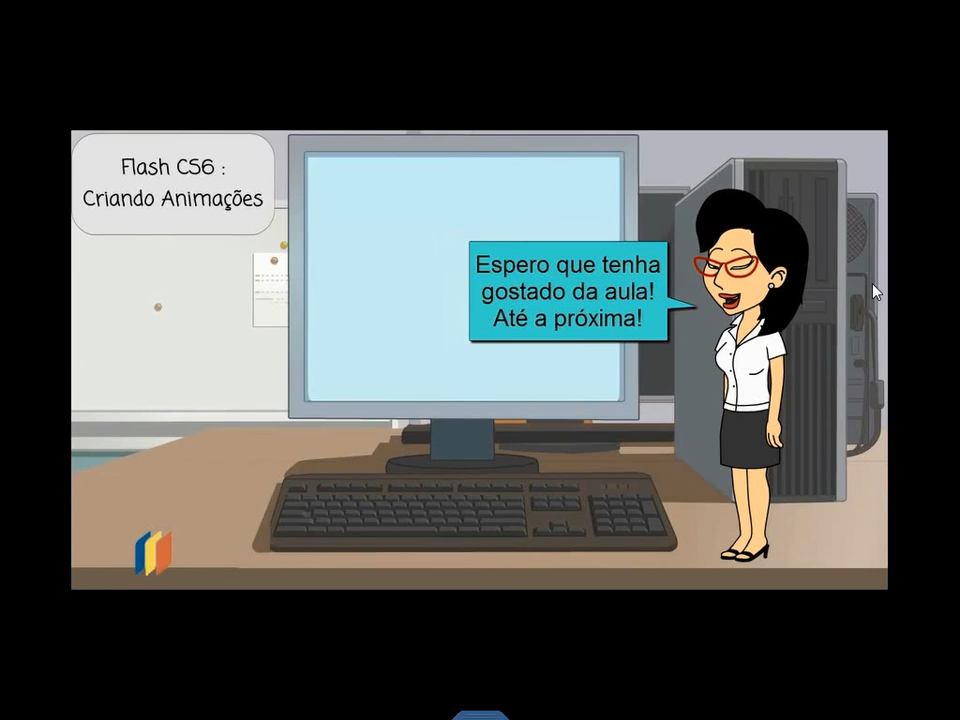 Flash CS6 :
Criando Animações
Espero que tenha
gostado da aula!
Até a próxima!